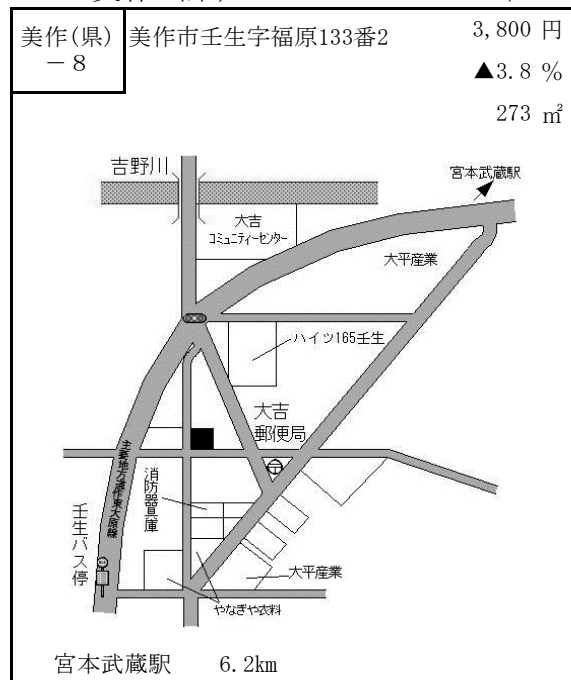 美作(県)
－８
美作市壬生字福原133番2
3,800 円
▲3.8 %
273 ㎡
吉野川
宮本武蔵駅
大吉
コミュニティーセンター
大平産業
ハイツ165壬生
大吉
郵便局
主要地方道作東大原線
消防器具庫
壬生バス停
大平産業
やなぎや衣料
宮本武蔵駅　6.2km